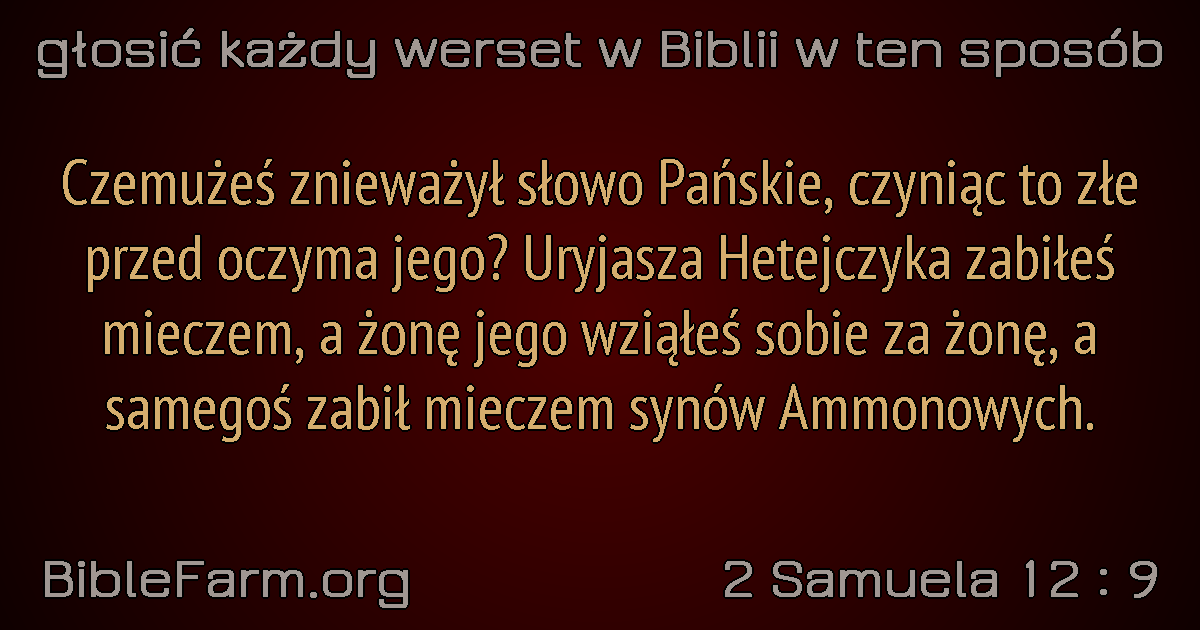 głosić każdy werset w Biblii w ten sposób
Czemużeś znieważył słowo Pańskie, czyniąc to złe
przed oczyma jego? Uryjasza Hetejczyka zabiłeś
mieczem, a żonę jego wziąłeś sobie za żonę, a
samegoś zabił mieczem synów Ammonowych.
BibleFarm.org
2 Samuela 12 : 9